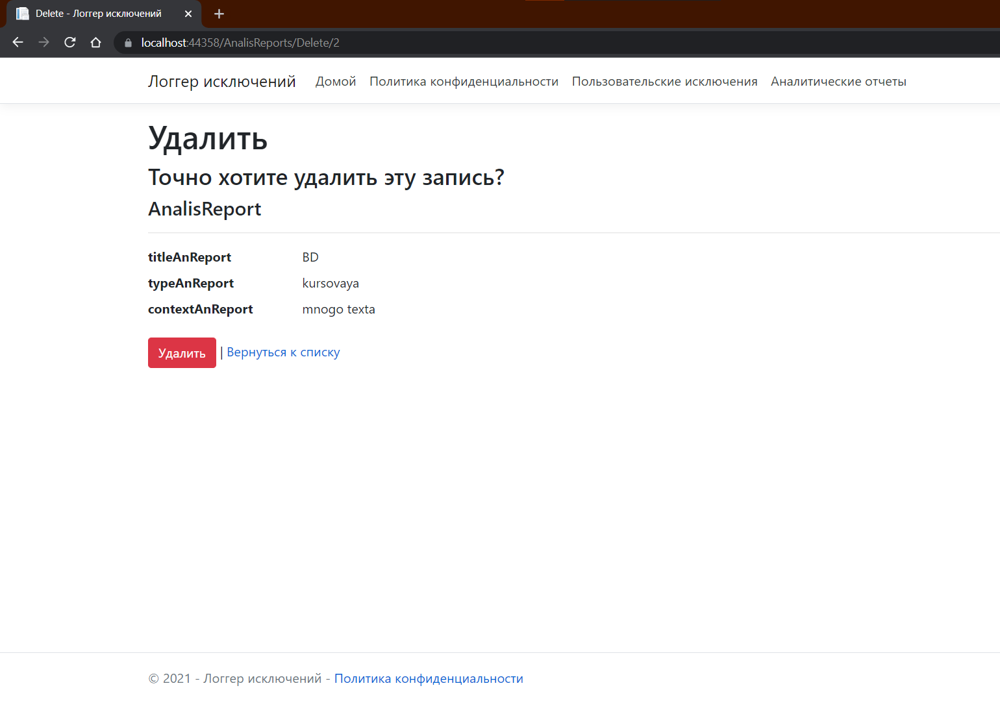 Delete - Логгер исключений
localhost:44358/AnalisReports/Delete/2
Логгер исключений Домой Политика конфиденциальности Пользовательские исключения Аналитические отчеты
Удалить
Точно хотите удалить эту запись?
AnalisReport
titleAnReport BD
typeAnReport kursovaya
contextAnReport mnogo texta
Удалить | Вернуться к списку
© 2021 - Логгер исключений - Политика конфиденциальности